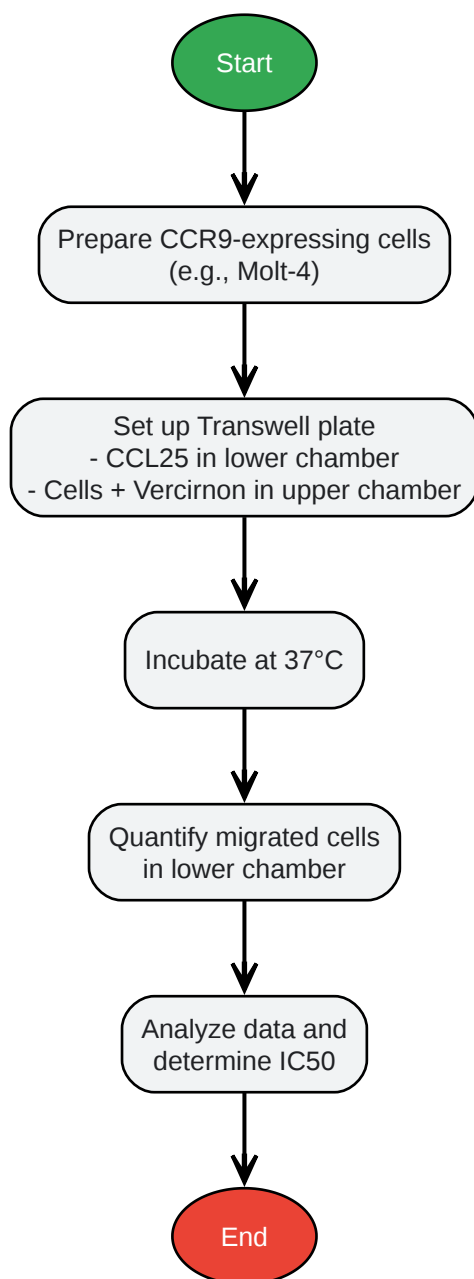 Start
Prepare CCR9-expressing cells
(e.g., Molt-4)
Set up Transwell plate
- CCL25 in lower chamber
- Cells + Vercirnon in upper chamber
Incubate at 37°C
Quantify migrated cells
in lower chamber
Analyze data and
determine IC50
End